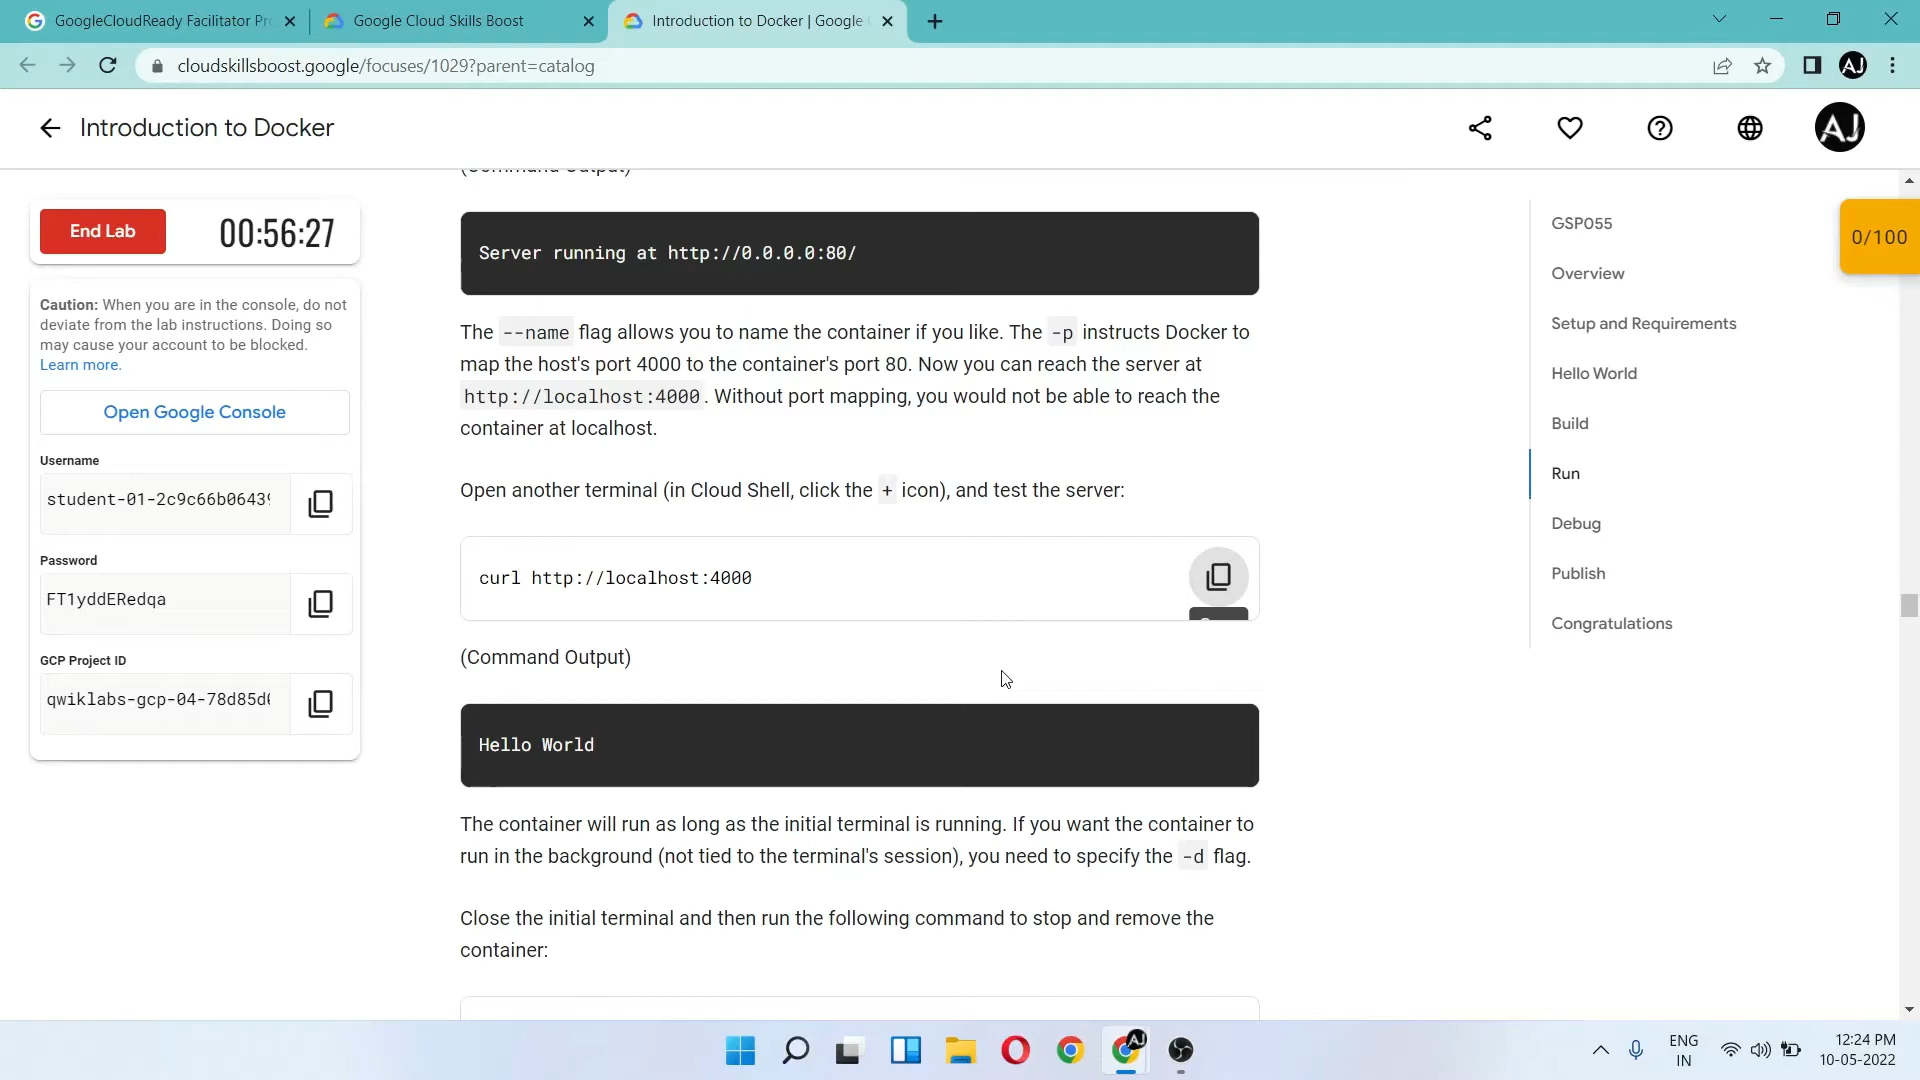 GoogleCloudReady Facilitator Pr
Google Cloud Skills Boost
Introduction to Docker | Google
cloudskillsboost.google/focuses/1029?parent=catalog
AJ
Introduction to Docker
AJ
(Command Output)
End Lab
00:56:27
Caution: When you are in the console, do not
deviate from the lab instructions. Doing so
may cause your account to be blocked.
Learn more.
Open Google Console
Username
student-01-2c9c66b0643
Password
FT1yddERedqa
GCP Project ID
qwiklabs-gcp-04-78d85d
Server running at http://0.0.0.0:80/
The --name flag allows you to name the container if you like. The -p instructs Docker to
map the host's port 4000 to the container's port 80. Now you can reach the server at
http://localhost:4000. Without port mapping, you would not be able to reach the
container at localhost.
Open another terminal (in Cloud Shell, click the + icon), and test the server:
curl http://localhost:4000
(Command Output)
Hello World
The container will run as long as the initial terminal is running. If you want the container to
run in the background (not tied to the terminal's session), you need to specify the -d flag.
Close the initial terminal and then run the following command to stop and remove the
container:
GSP055
Overview
Setup and Requirements
Hello World
Build
Run
Debug
Publish
Congratulations
0/100
AJ
ENG
IN
12:24 PM
10-05-2022